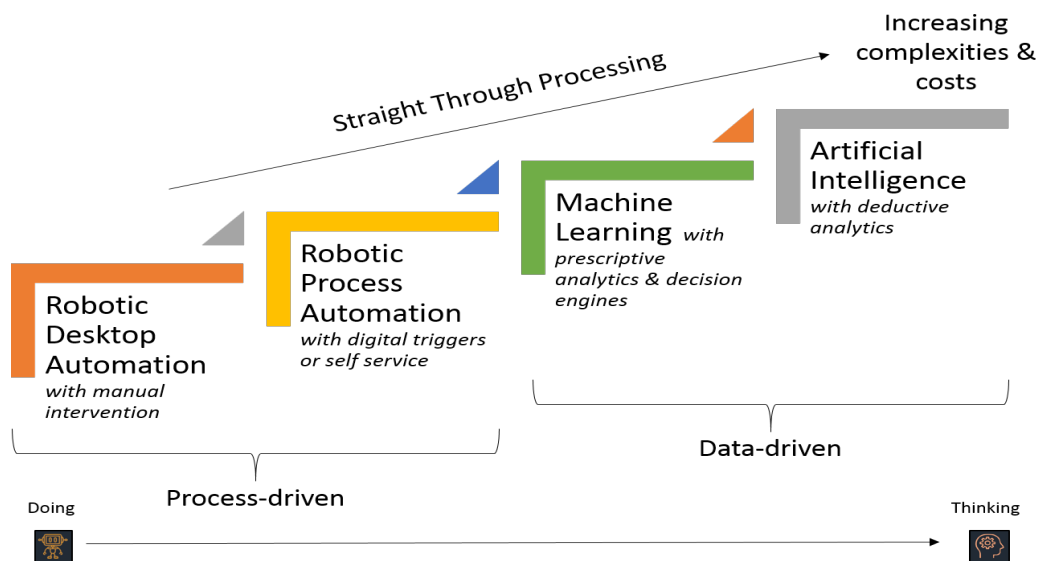 Increasing
complexities &
costs
Straight Through Processing
Robotic
Desktop
Automation
with manual
intervention
Robotic
Process
Automation
with digital triggers
or self service
Machine
Learning with
prescriptive
analytics & decision
engines
Artificial
Intelligence
with deductive
analytics
Process-driven
Data-driven
Doing
Thinking